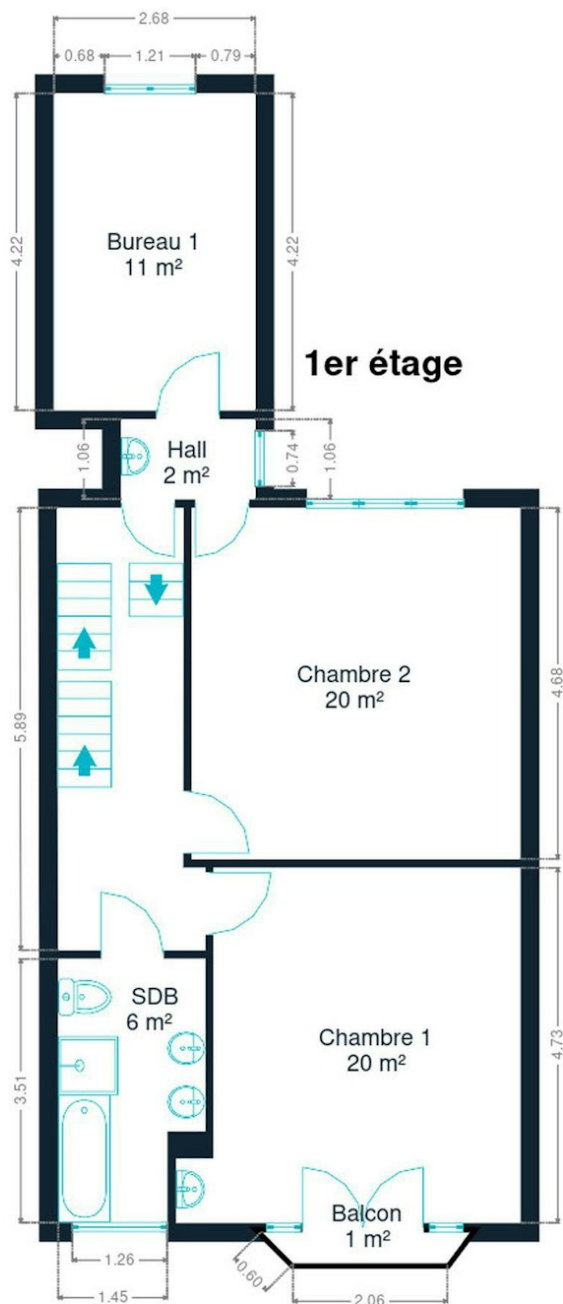 2.68
0.68
1.21
0.79
4.22
4.22
Bureau 1
11 m²
1er étage
1.06
Hall
2 m²
0.74
1.06
5.89
4.68
Chambre 2
20 m²
SDB
6 m²
3.51
Chambre 1
20 m²
4.73
Balcon
1 m²
1.26
1.45
0.60
2.06